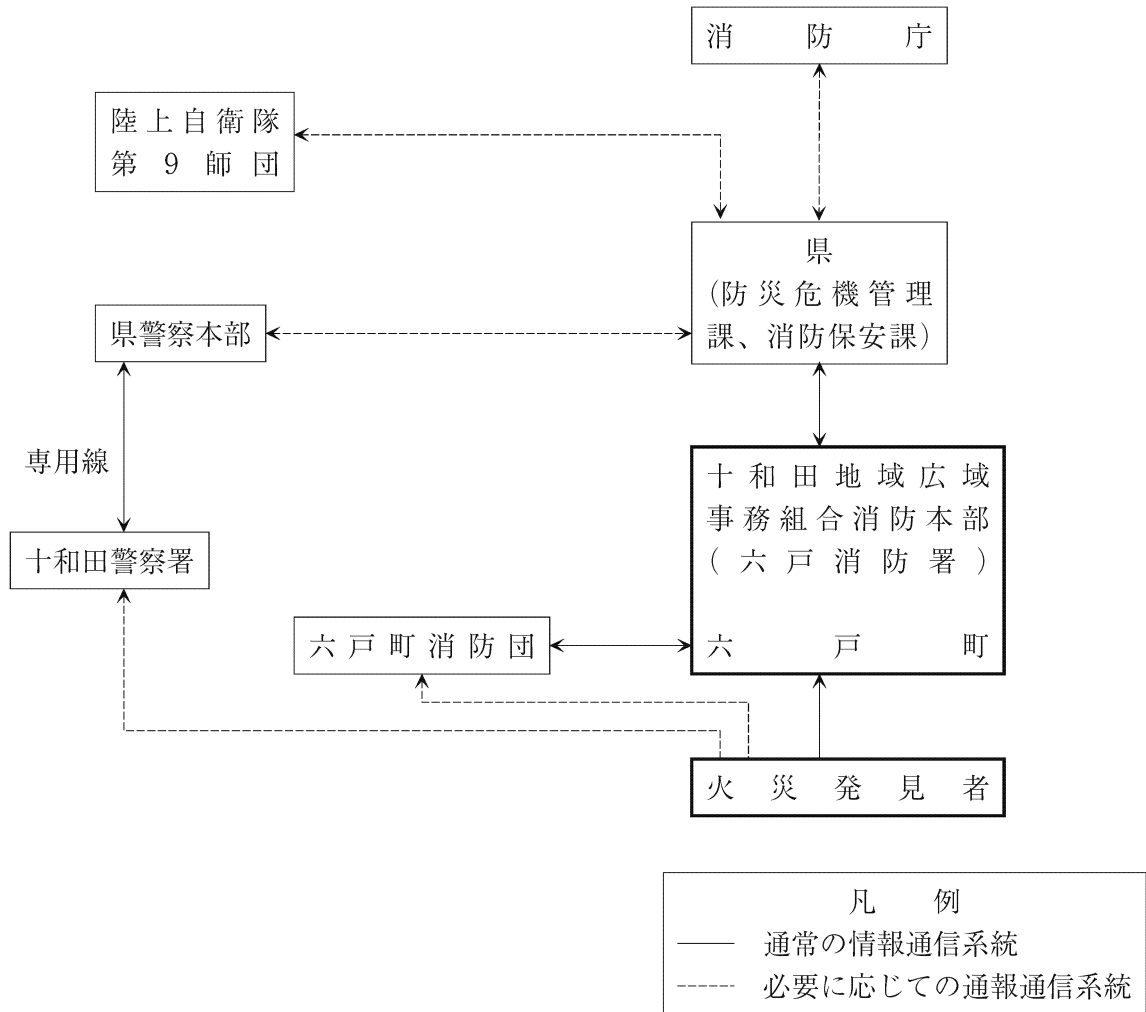 消防庁
陸上自衛隊
第9師団
県
(防災危機管理
課、消防保安課)
県警察本部
専用線
十和田地域広域
事務組合消防本部
(六戸消防署)
六戸町
十和田警察署
六戸町消防団
火災発見者
凡例
通常の情報通信系統
必要に応じての通報通信系統